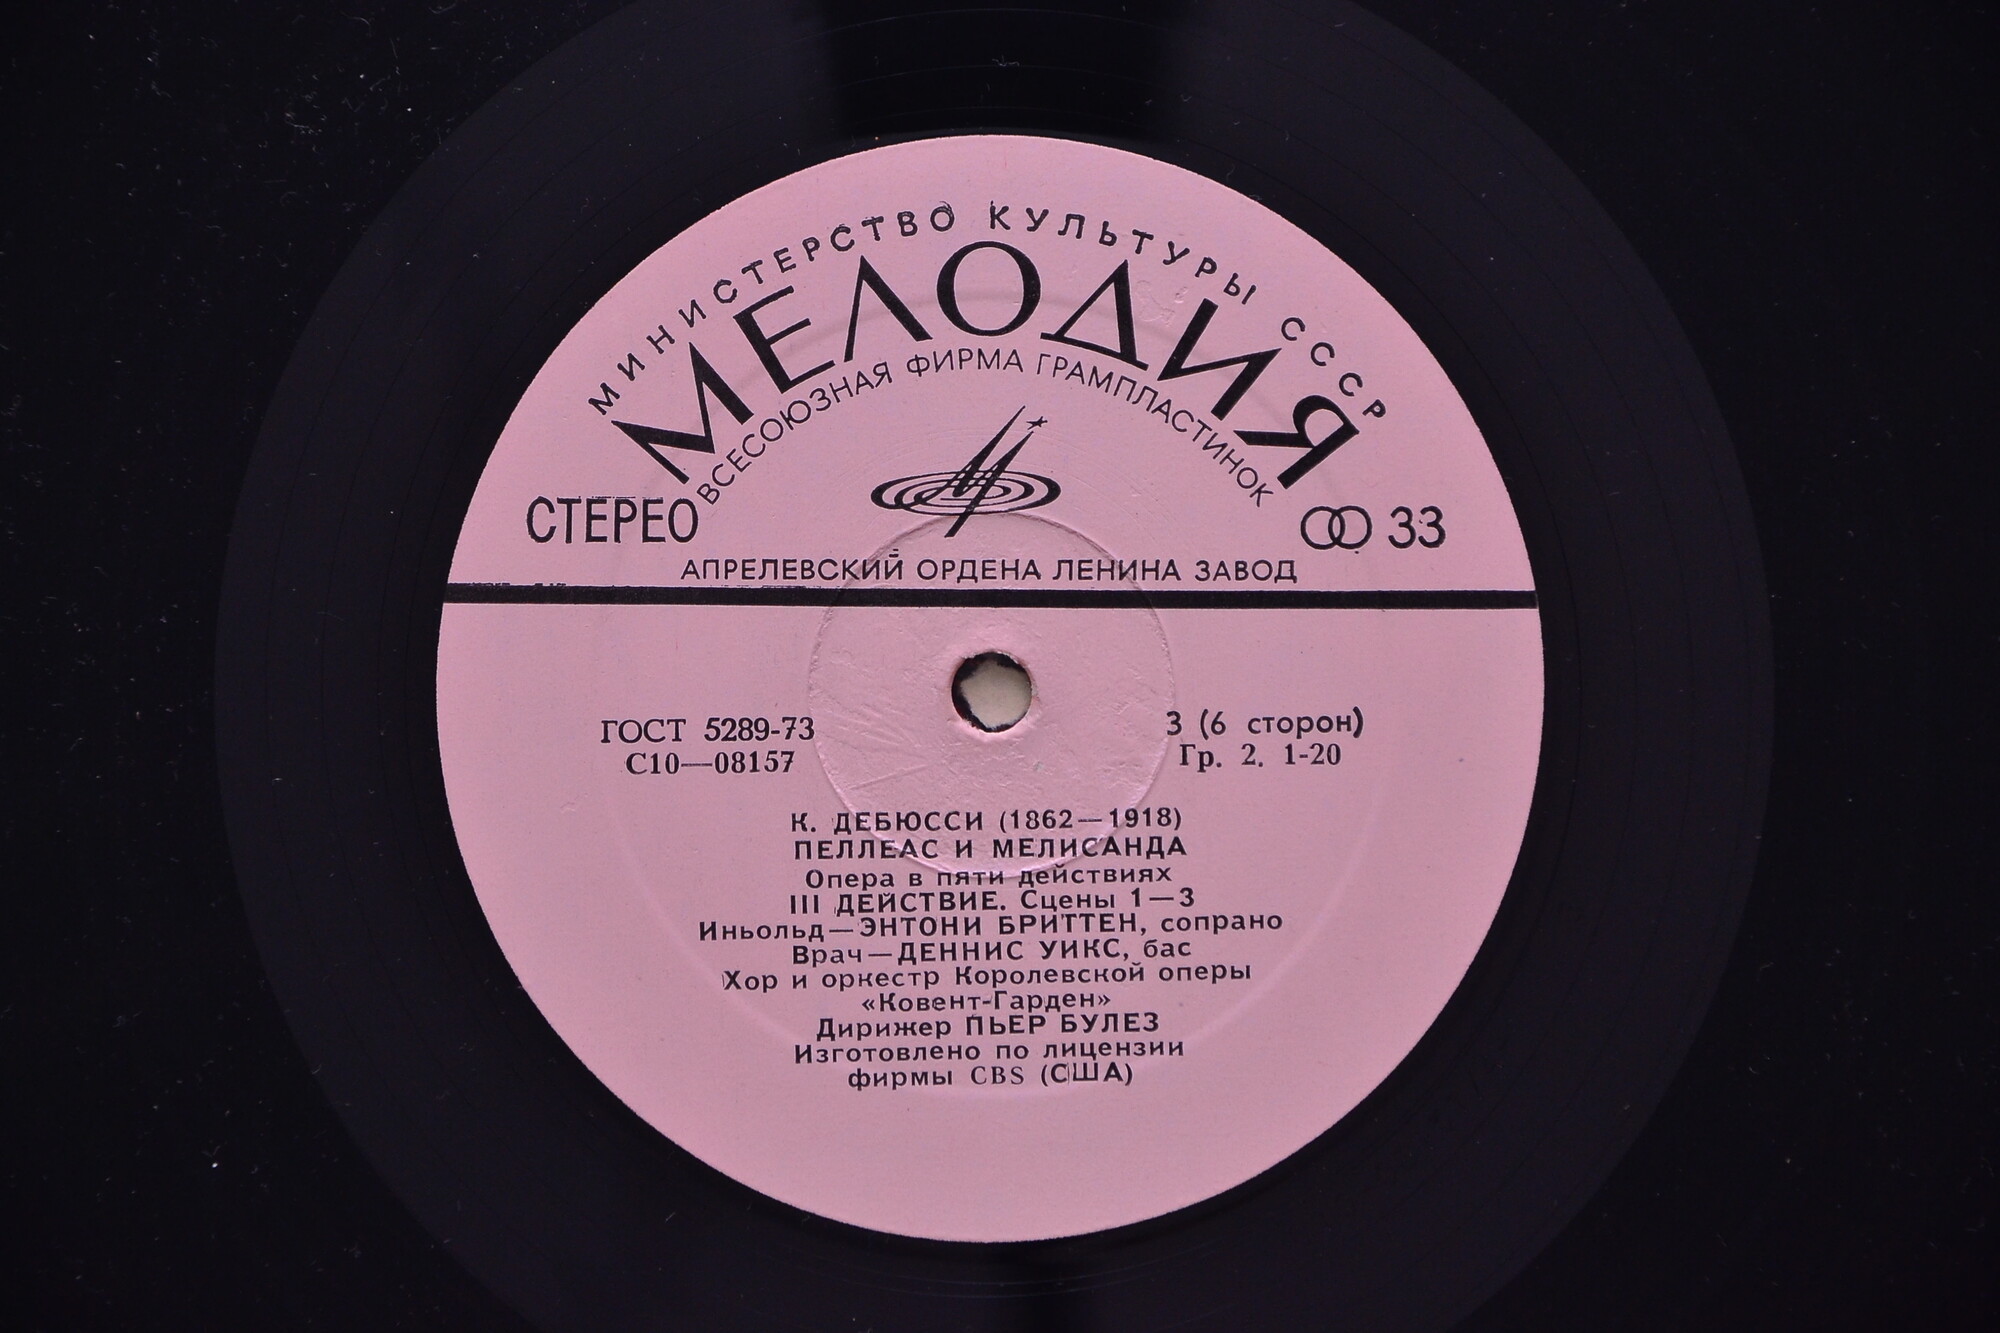 МИНИСТЕРСТВО КУЛЬТУРЫ СССР
МЕЛОДИЯ
ВСЕСОЮЗНАЯ ФИРМА ГРАМПЛАСТИНОК
СТЕРЕО
33
АПРЕЛЕВСКИЙ ОРДЕНА ЛЕНИНА ЗАВОД
ГОСТ 5289-73
С10—08157
3 (6 сторон)
Гр. 2. 1-20
К. ДЕБЮССИ (1862—1918)
ПЕЛЛЕАС И МЕЛИСАНДА
Опера в пяти действиях
III ДЕЙСТВИЕ. Сцены 1—3
Иньольд—ЭНТОНИ БРИТТЕН, сопрано
Врач—ДЕННИС УИКС, бас
Хор и оркестр Королевской оперы
«Ковент-Гарден»
Дирижер ПЬЕР БУЛЕЗ
Изготовлено по лицензии
фирмы CBS (США)